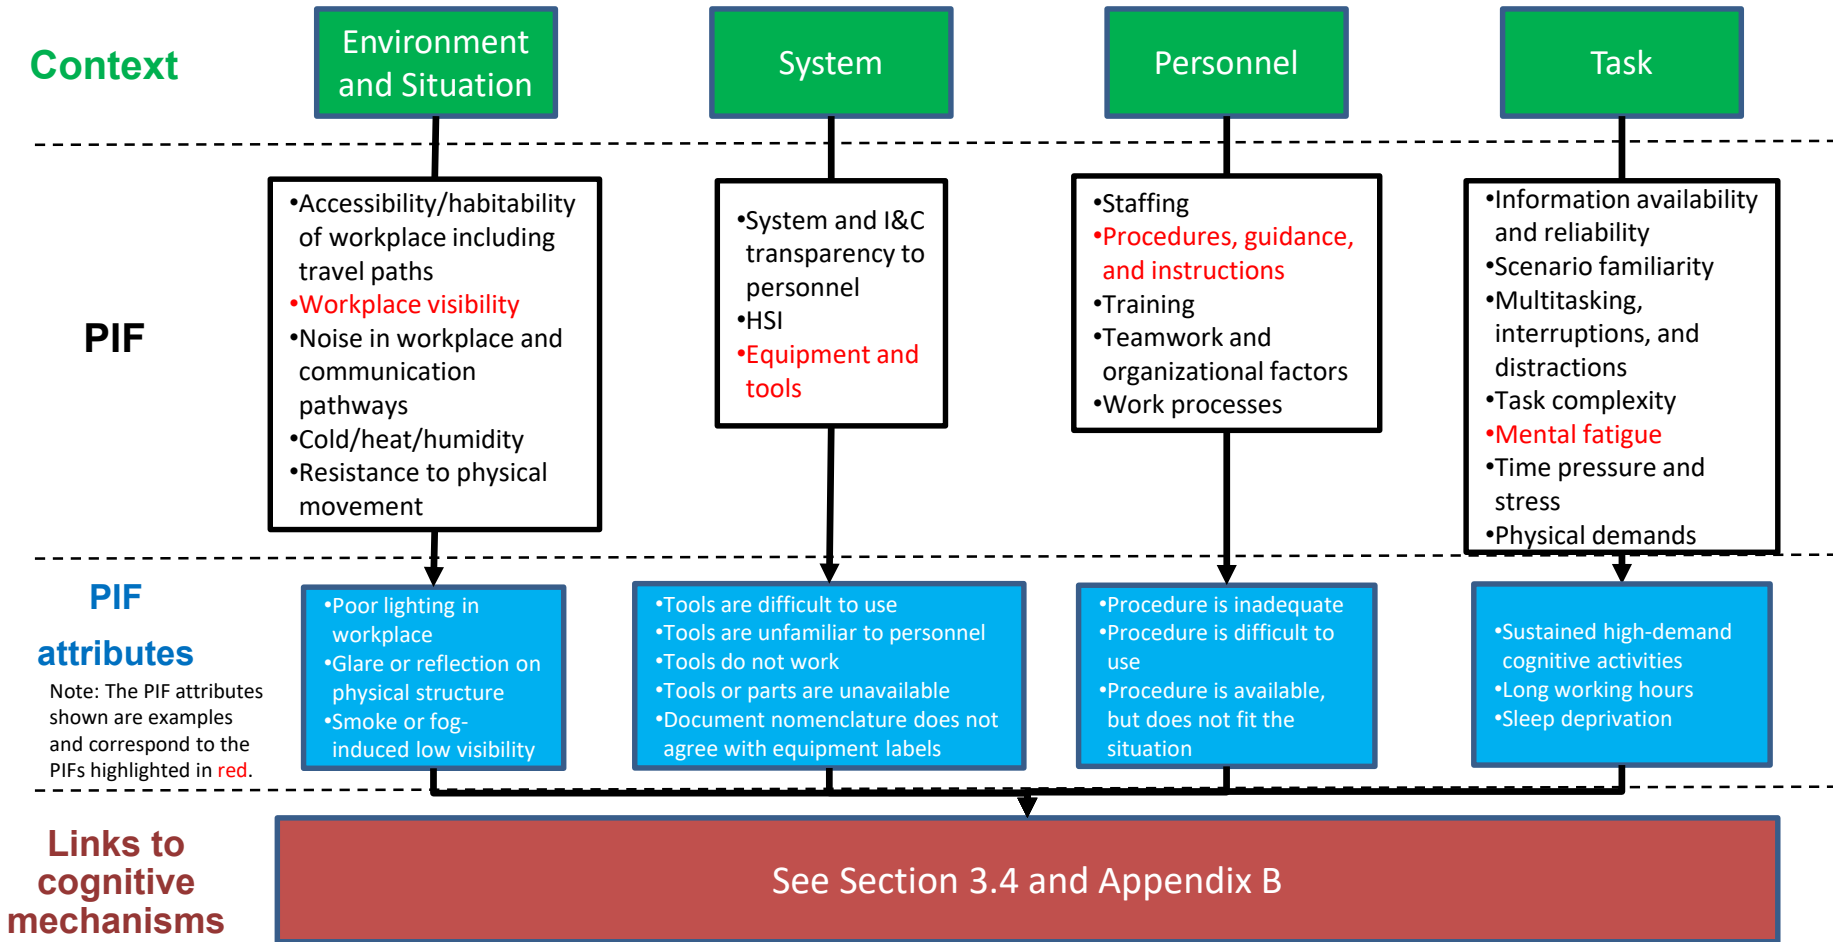 Context
Environment
and Situation
System
Personnel
Task
PIF
•Accessibility/habitability
of workplace including
travel paths
•Workplace visibility
•Noise in workplace and
communication
pathways
•Cold/heat/humidity
•Resistance to physical
movement
•System and I&C
transparency to
personnel
•HSI
•Equipment and
tools
•Staffing
•Procedures, guidance,
and instructions
•Training
•Teamwork and
organizational factors
•Work processes
•Information availability
and reliability
•Scenario familiarity
•Multitasking,
interruptions, and
distractions
•Task complexity
•Mental fatigue
•Time pressure and
stress
•Physical demands
PIF
attributes
Note: The PIF attributes
shown are examples
and correspond to the
PIFs highlighted in red.
•Poor lighting in
workplace
•Glare or reflection on
physical structure
•Smoke or fog-
induced low visibility
•Tools are difficult to use
•Tools are unfamiliar to personnel
•Tools do not work
•Tools or parts are unavailable
•Document nomenclature does not
agree with equipment labels
•Procedure is inadequate
•Procedure is difficult to
use
•Procedure is available,
but does not fit the
situation
•Sustained high-demand
cognitive activities
•Long working hours
•Sleep deprivation
Links to
cognitive
mechanisms
See Section 3.4 and Appendix B